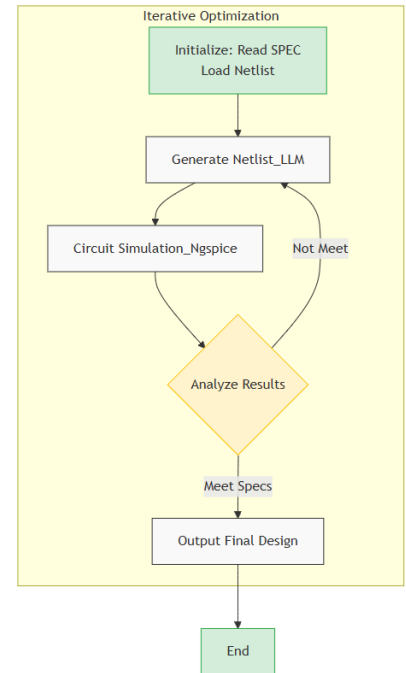 Iterative Optimization
Initialize: Read SPEC
Load Netlist
Generate Netlist_LLM
Circuit Simulation_Ngspice
Not Meet
Analyze Results
Meet Specs
Output Final Design
End